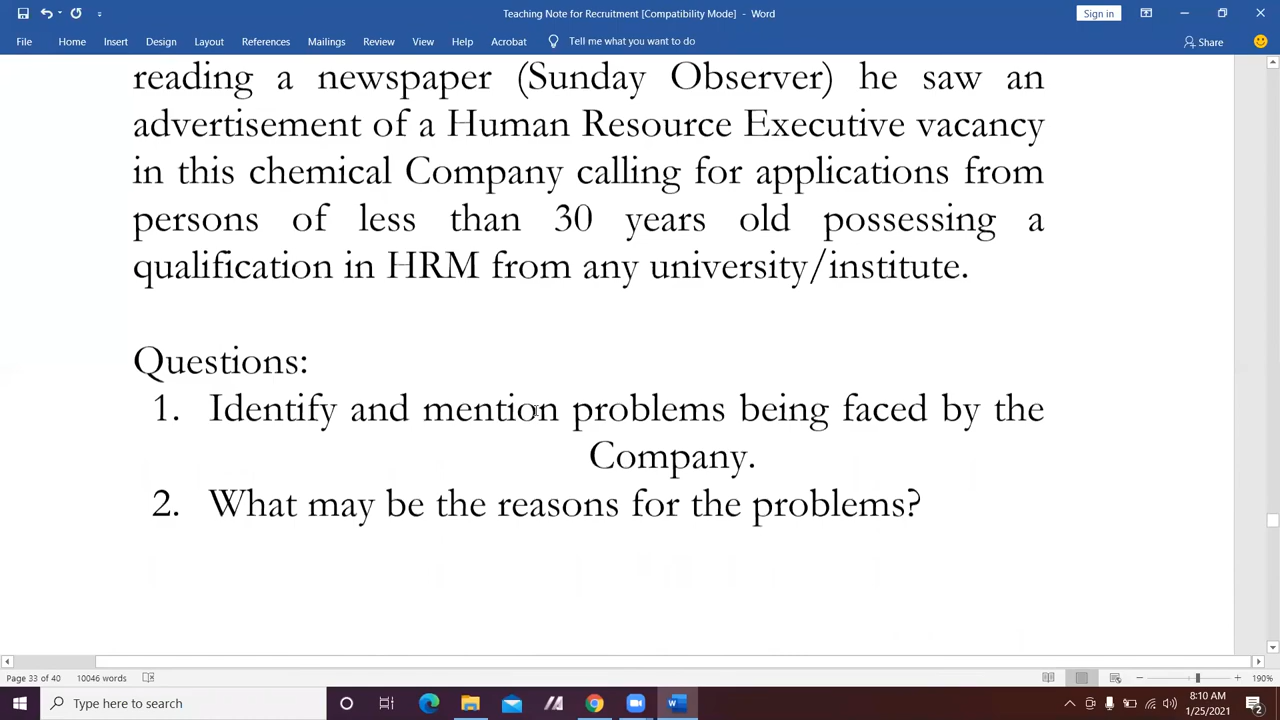 Teaching Note for Recruitment [Compatibility Mode] - Word
Sign in
File Home Insert Design Layout References Mailings Review View Help Acrobat Tell me what you want to do Share
reading a newspaper (Sunday Observer) he saw an
advertisement of a Human Resource Executive vacancy
in this chemical Company calling for applications from
persons of less than 30 years old possessing a
qualification in HRM from any university/institute.
Questions:
1. Identify and mention problems being faced by the
Company.
2. What may be the reasons for the problems?
Page 33 of 40 10046 words 190%
Type here to search
8:10 AM
1/25/2021
2